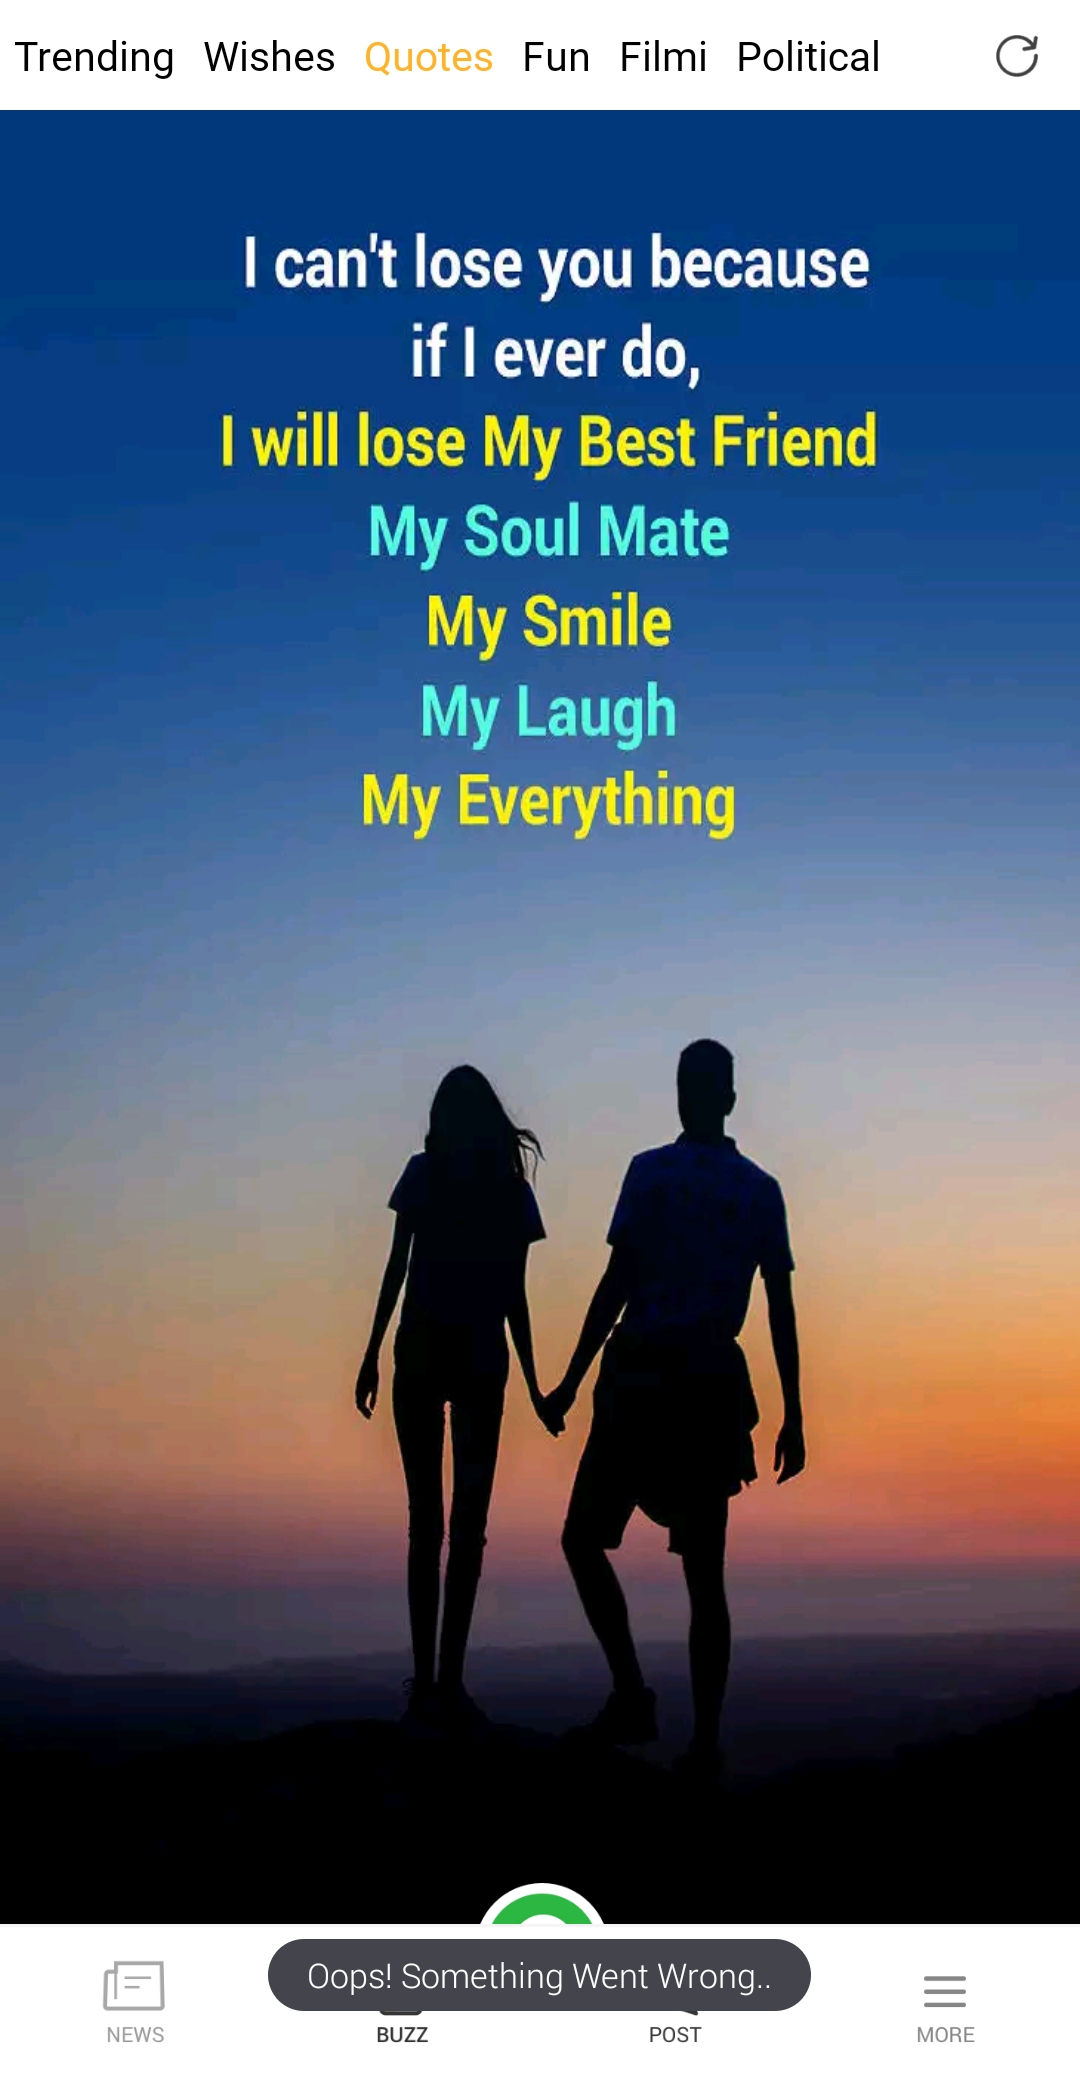 Trending Wishes Quotes Fun Filmi Political
I can't lose you because
if I ever do,
I will lose My Best Friend
My Soul Mate
My Smile
My Laugh
My Everything
Oops! Something Went Wrong..
NEWS BUZZ POST MORE